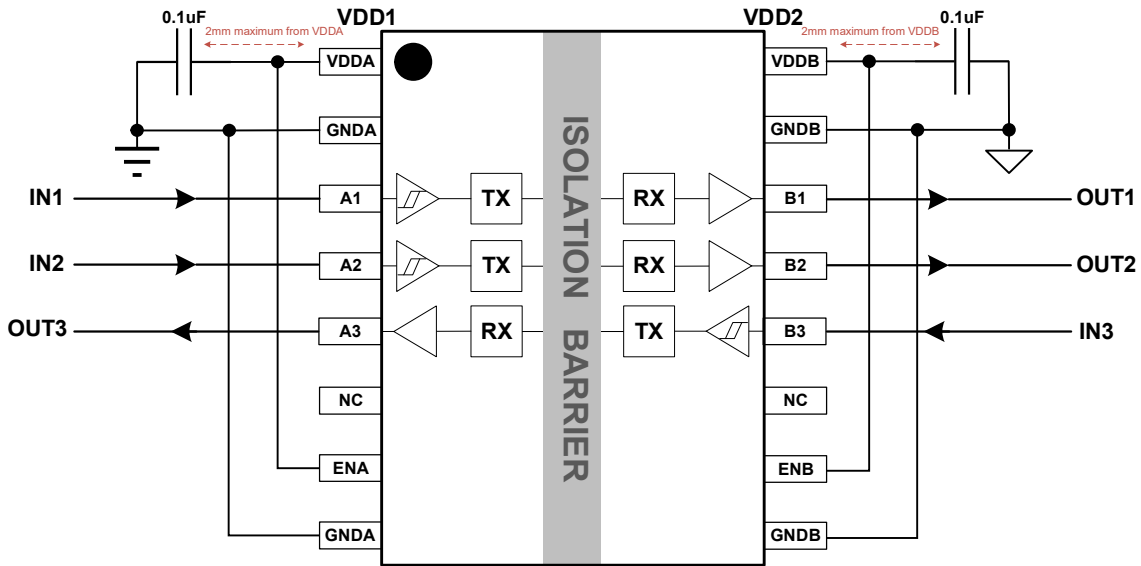 0.1uF VDD1 VDD2 0.1uF
2mm maximum from VDDA 2mm maximum from VDDB
VDDA VDDB
GNDA GNDB
IN1 A1 TX RX B1 OUT1
IN2 A2 TX RX B2 OUT2
OUT3 A3 RX TX B3 IN3
NC NC
ENA ENB
GNDA GNDB
ISOLATION BARRIER